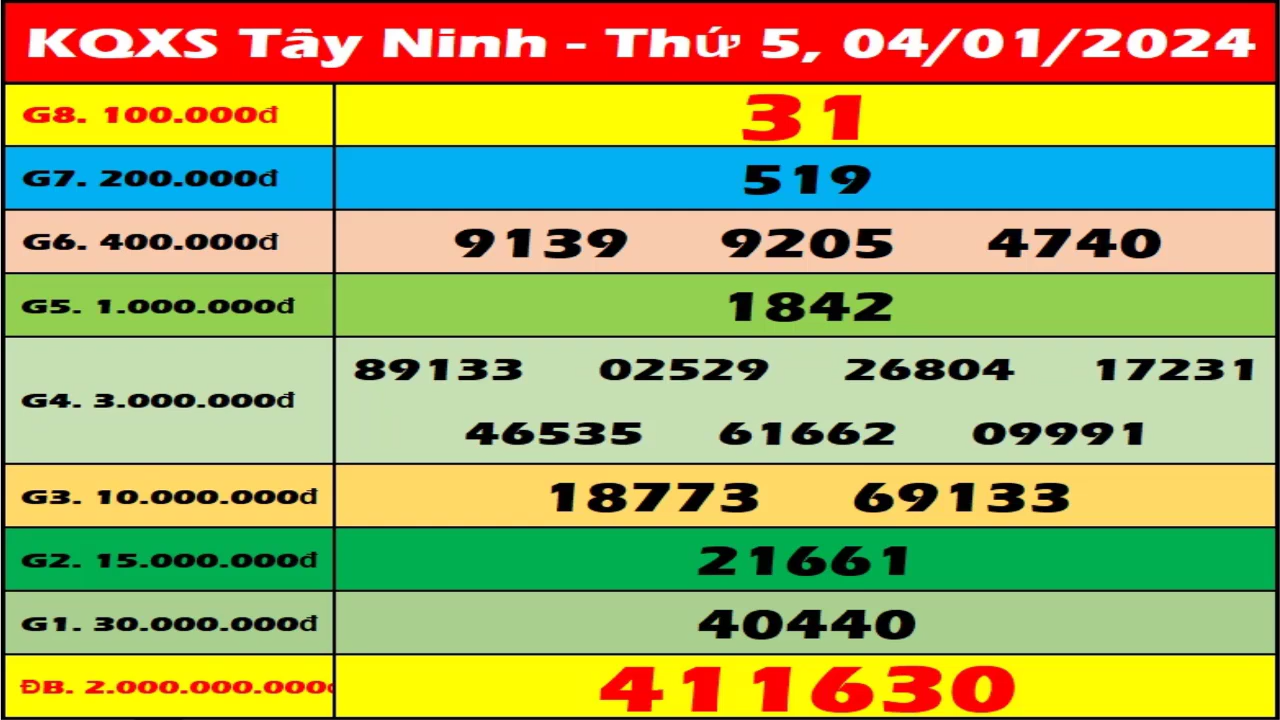 KQXS Tây Ninh - Thứ 5, 04/01/2024
G8. 100.000đ 31
G7. 200.000đ 519
G6. 400.000đ 9139 9205 4740
G5. 1.000.000đ 1842
G4. 3.000.000đ 89133 02529 26804 17231
46535 61662 09991
G3. 10.000.000đ 18773 69133
G2. 15.000.000đ 21661
G1. 30.000.000đ 40440
ĐB. 2.000.000.000đ 411630